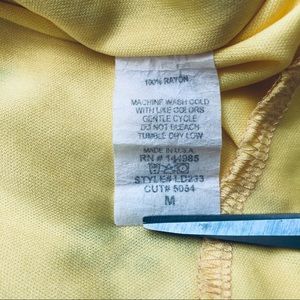 100% RAYON
MACHINE WASH COLD
WITH LIKE COLORS
GENTLE CYCLE
DO NOT BLEACH
TUMBLE DRY LOW
MADE IN U.S.A.
RN # 144985
STYLE# LD233
CUT# 5034
M